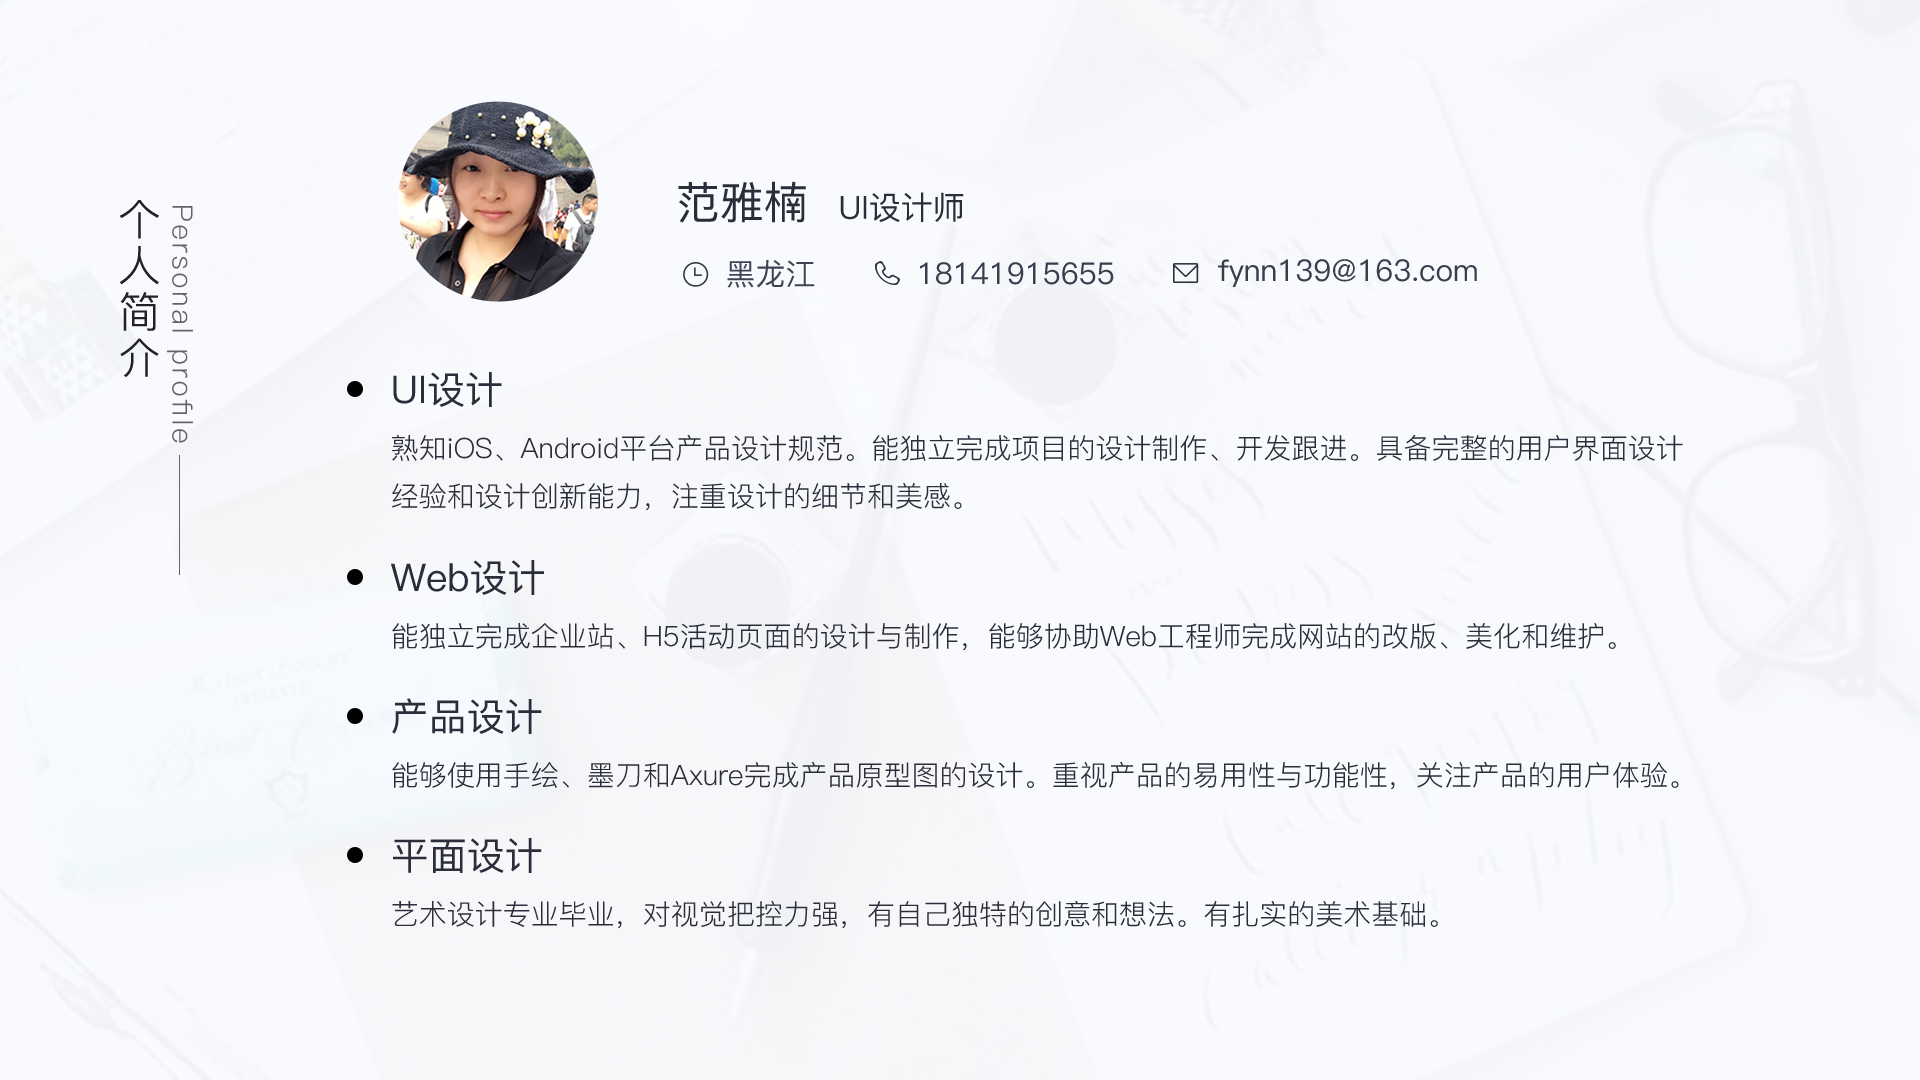 个人简介
Personal profile
范雅楠 UI设计师
黑龙江 18141915655 fynn139@163.com
UI设计
熟知iOS、Android平台产品设计规范。能独立完成项目的设计制作、开发跟进。具备完整的用户界面设计
经验和设计创新能力，注重设计的细节和美感。
Web设计
能独立完成企业站、H5活动页面的设计与制作，能够协助Web工程师完成网站的改版、美化和维护。
产品设计
能够使用手绘、墨刀和Axure完成产品原型图的设计。重视产品的易用性与功能性，关注产品的用户体验。
平面设计
艺术设计专业毕业，对视觉把控力强，有自己独特的创意和想法。有扎实的美术基础。